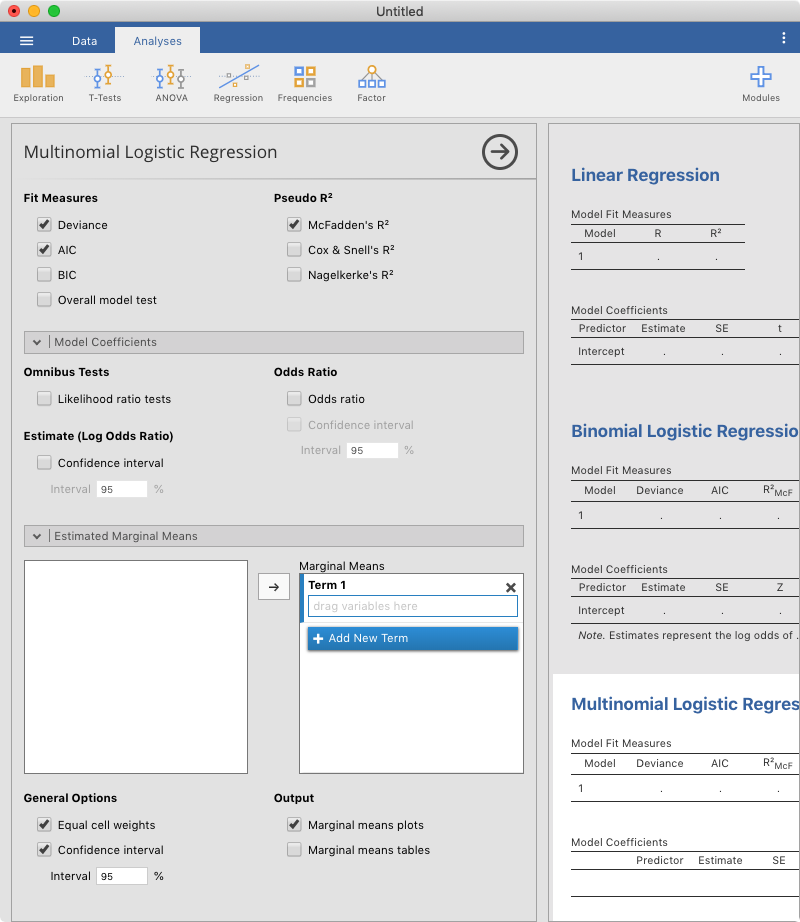 Untitled
Data
Analyses
Exploration
T-Tests
ANOVA
Regression
Frequencies
Factor
Modules
Multinomial Logistic Regression
Fit Measures
Deviance
AIC
BIC
Overall model test
Pseudo R²
McFadden's R²
Cox & Snell's R²
Nagelkerke's R²
Model Coefficients
Omnibus Tests
Likelihood ratio tests
Estimate (Log Odds Ratio)
Confidence interval
Interval 95 %
Odds Ratio
Odds ratio
Confidence interval
Interval 95 %
Estimated Marginal Means
Marginal Means
Term 1
drag variables here
Add New Term
General Options
Equal cell weights
Confidence interval
Interval 95 %
Output
Marginal means plots
Marginal means tables
Linear Regression
Model Fit Measures
Model R R²
1 . .
Model Coefficients
Predictor Estimate SE t
Intercept . . .
Binomial Logistic Regressio
Model Fit Measures
Model Deviance AIC R²McF
1 . . .
Model Coefficients
Predictor Estimate SE Z
Intercept . . .
Note. Estimates represent the log odds of .
Multinomial Logistic Regres
Model Fit Measures
Model Deviance AIC R²McF
1 . . .
Model Coefficients
Predictor Estimate SE